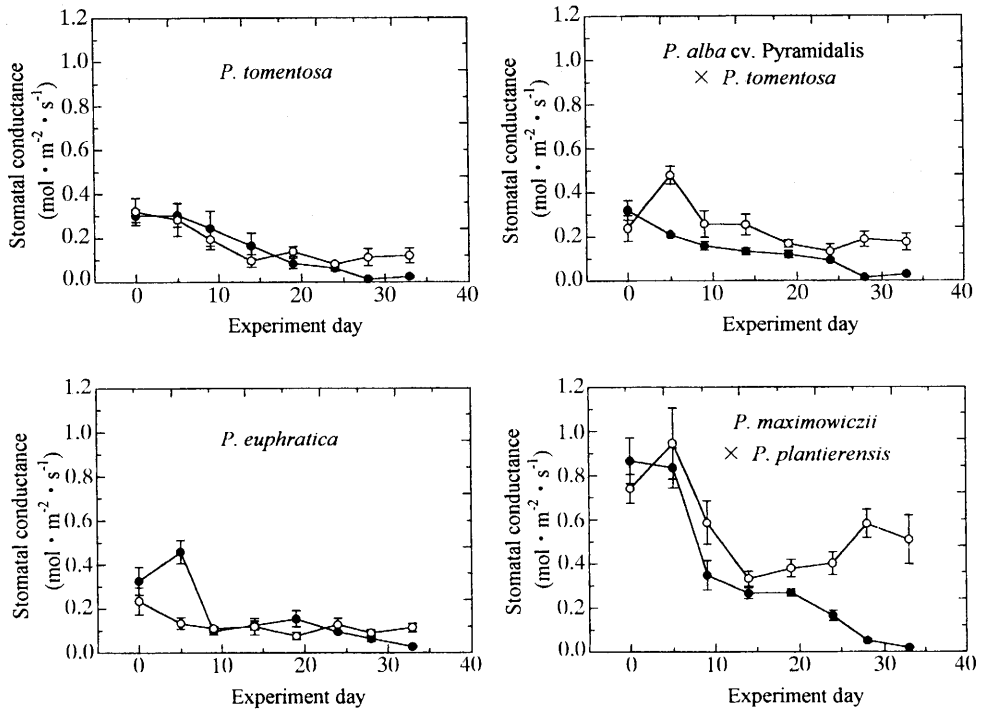 1.2
1.0
0.8
0.6
0.4
0.2
0.0
Stomatal conductance
(mol・m⁻²・s⁻¹)
P. tomentosa
0 10 20 30 40
Experiment day
1.2
1.0
0.8
0.6
0.4
0.2
0.0
Stomatal conductance
(mol・m⁻²・s⁻¹)
P. alba cv. Pyramidalis
× P. tomentosa
0 10 20 30 40
Experiment day
1.2
1.0
0.8
0.6
0.4
0.2
0.0
Stomatal conductance
(mol・m⁻²・s⁻¹)
P. euphratica
0 10 20 30 40
Experiment day
1.2
1.0
0.8
0.6
0.4
0.2
0.0
Stomatal conductance
(mol・m⁻²・s⁻¹)
P. maximowiczii
× P. plantierensis
0 10 20 30 40
Experiment day